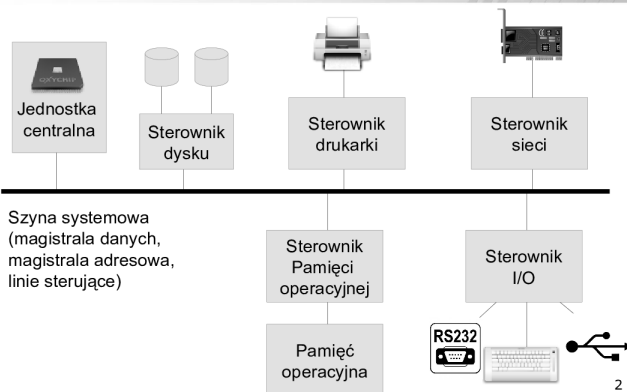 Jednostka
centralna
Sterownik
dysku
Sterownik
drukarki
Sterownik
sieci
Szyna systemowa
(magistrala danych,
magistrala adresowa,
linie sterujące)
Sterownik
Pamięci
operacyjnej
Sterownik
I/O
RS232
Pamięć
operacyjna
2